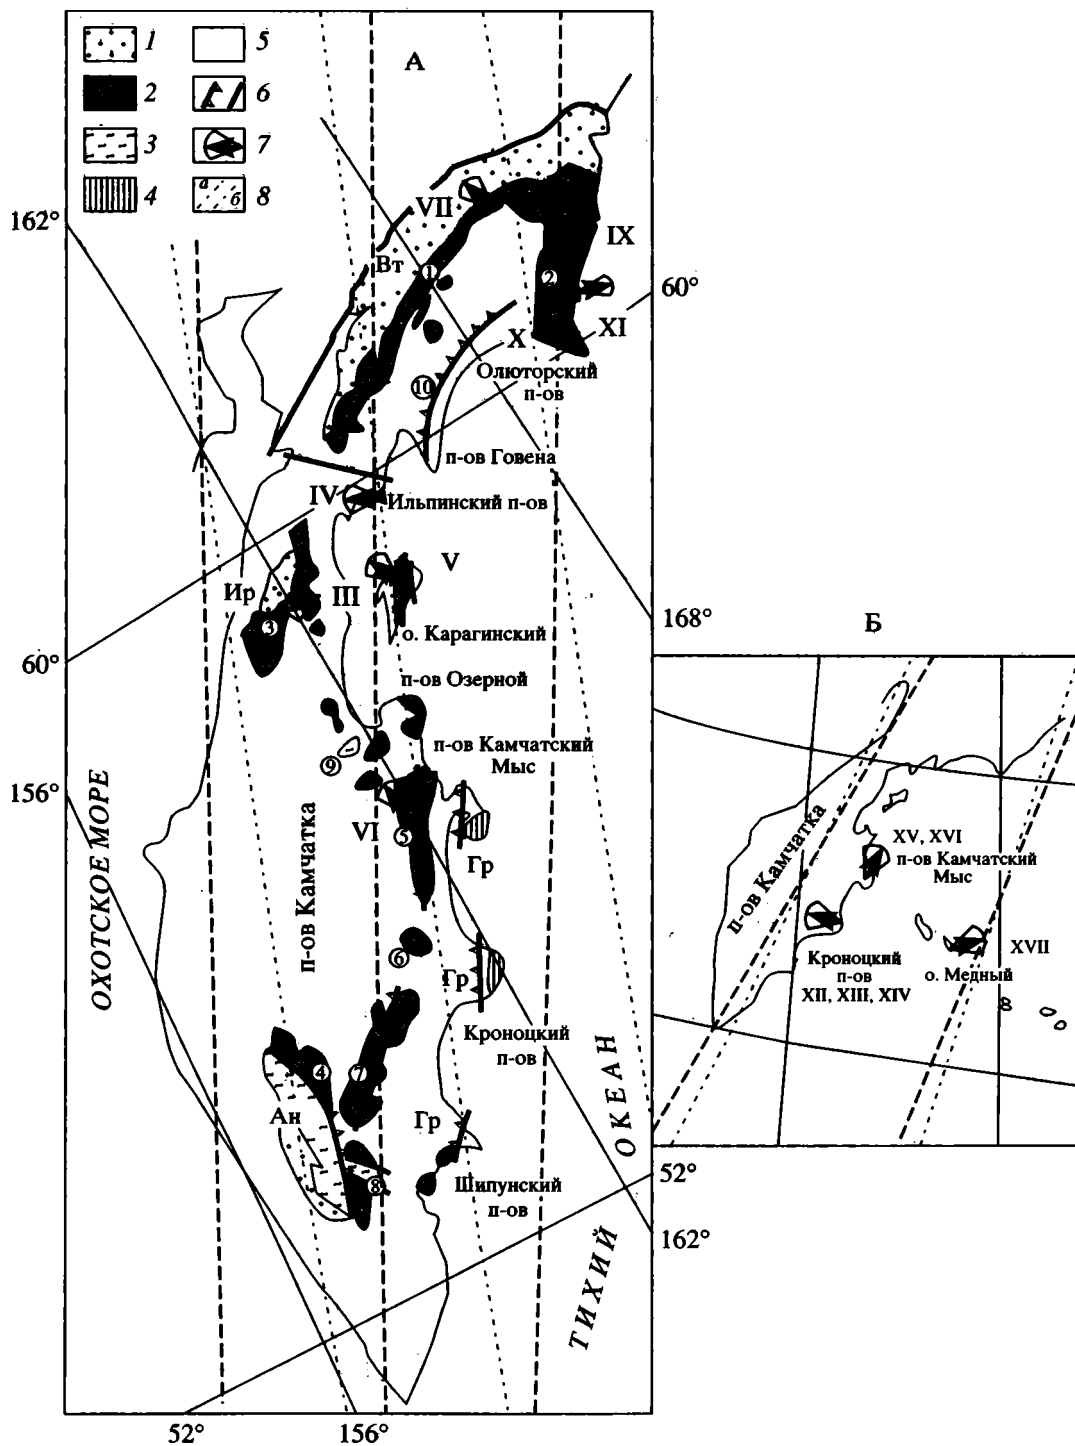 А
1
5
2
6
3
7
4
а
б
8
162°
VII
IX
Вт
1
2
60°
XI
X
Олюторский
п-ов
10
п-ов Говена
IV
Ильпинский п-ов
V
Ир
III
3
168°
Б
о. Карагинский
60°
п-ов Озерной
п-ов Камчатский
Мыс
9
156°
VI
5
Гр
ОХОТСКОЕ МОРЕ
п-ов Камчатка
6
Гр
Кроноцкий
п-ов
4
7
Ан
Гр
8
Шипунский
п-ов
ТИХИЙ ОКЕАН
52°
162°
52°
156°
п-ов Камчатка
XV, XVI
п-ов Камчатский
Мыс
XVII
Кроноцкий
п-ов
XII, XIII, XIV
о. Медный